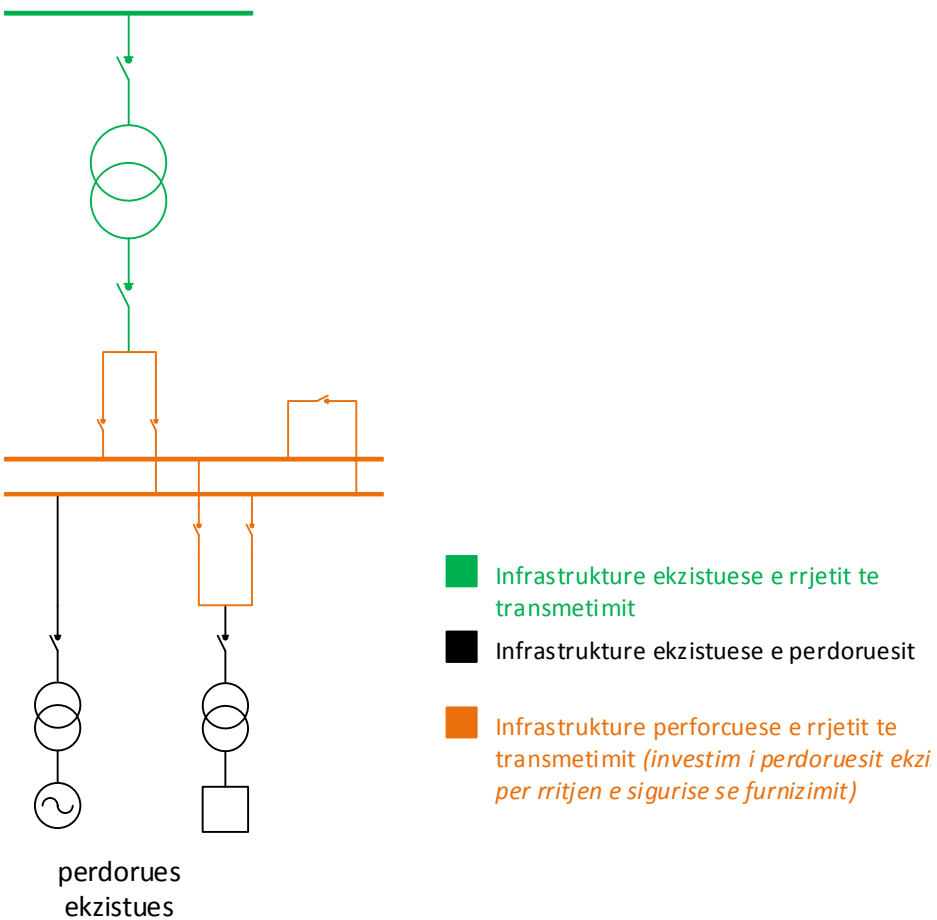 Infrastrukture ekzistuese e rrjetit te
transmetimit
Infrastrukture ekzistuese e perdoruesit
Infrastrukture perforcuese e rrjetit te
transmetimit (investim i perdoruesit
per rritjen e sigurise se furnizimit)
perdorues
ekzistues